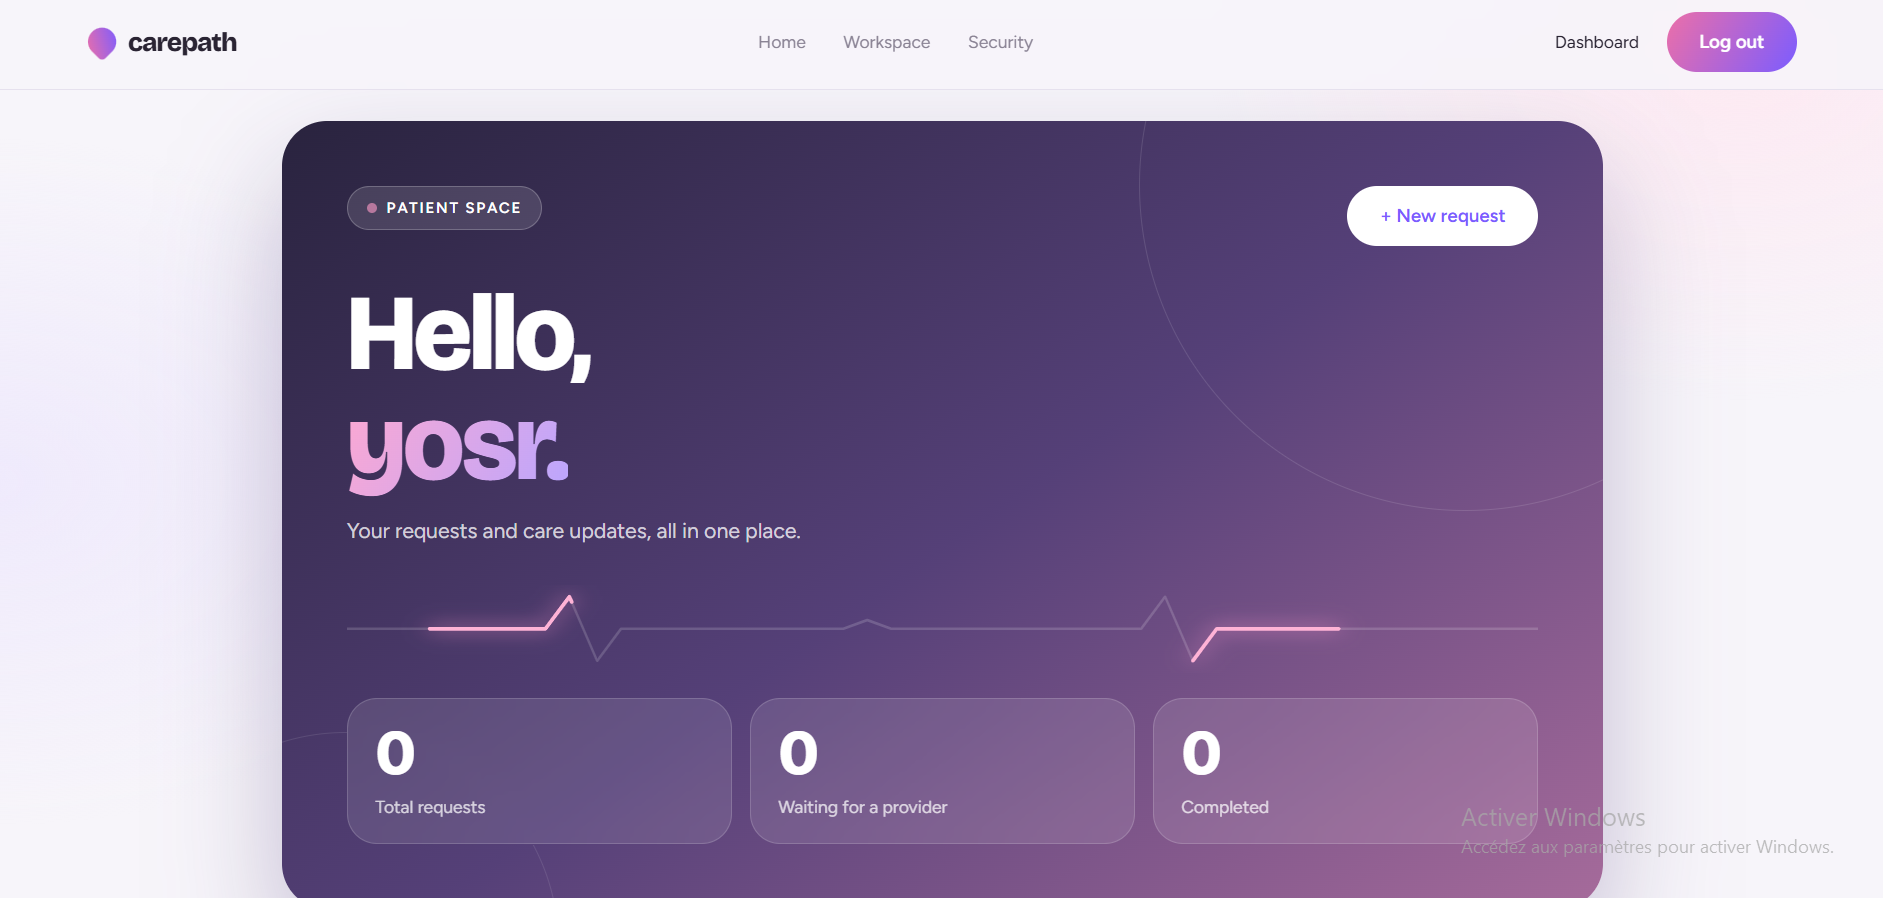 carepath
Home
Workspace
Security
Dashboard
Log out
PATIENT SPACE
+ New request
Hello,
yosr.
Your requests and care updates, all in one place.
0
Total requests
0
Waiting for a provider
0
Completed
Activer Windows
Accédez aux paramètres pour activer Windows.